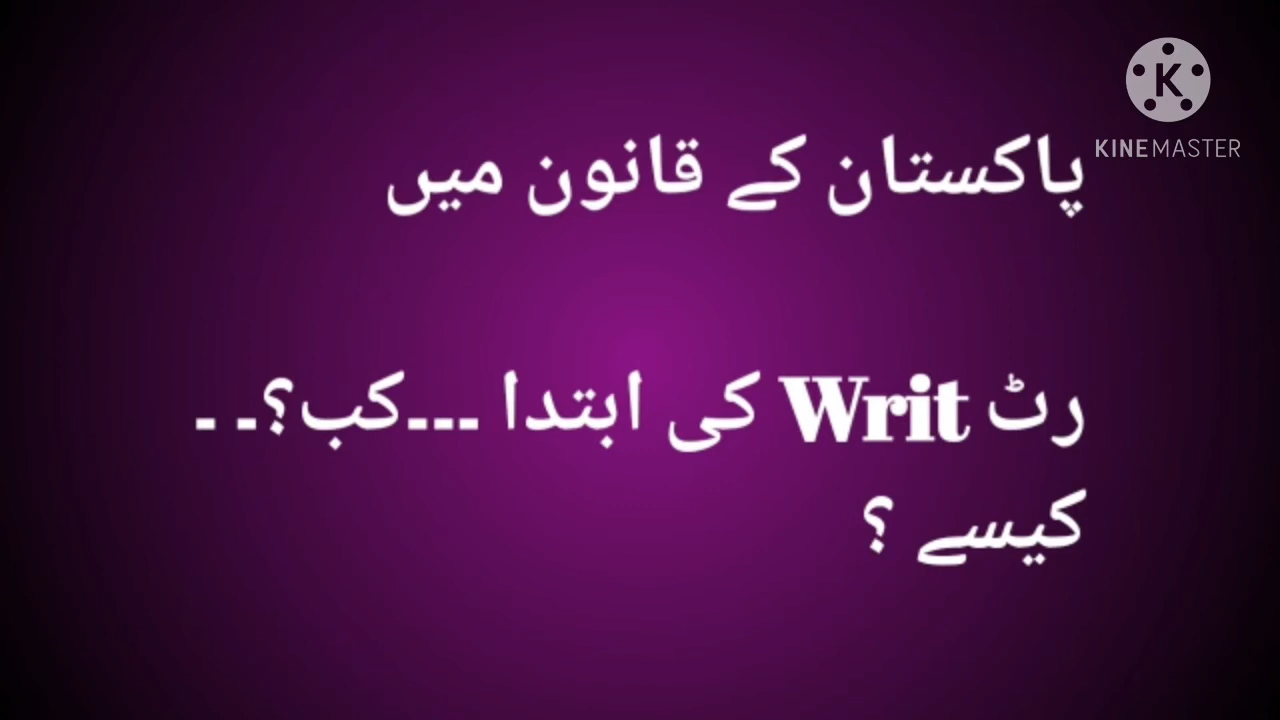 K
KINEMASTER
پاکستان کے قانون میں
رٹ Writ کی ابتدا ---کب؟- -
کیسے ؟